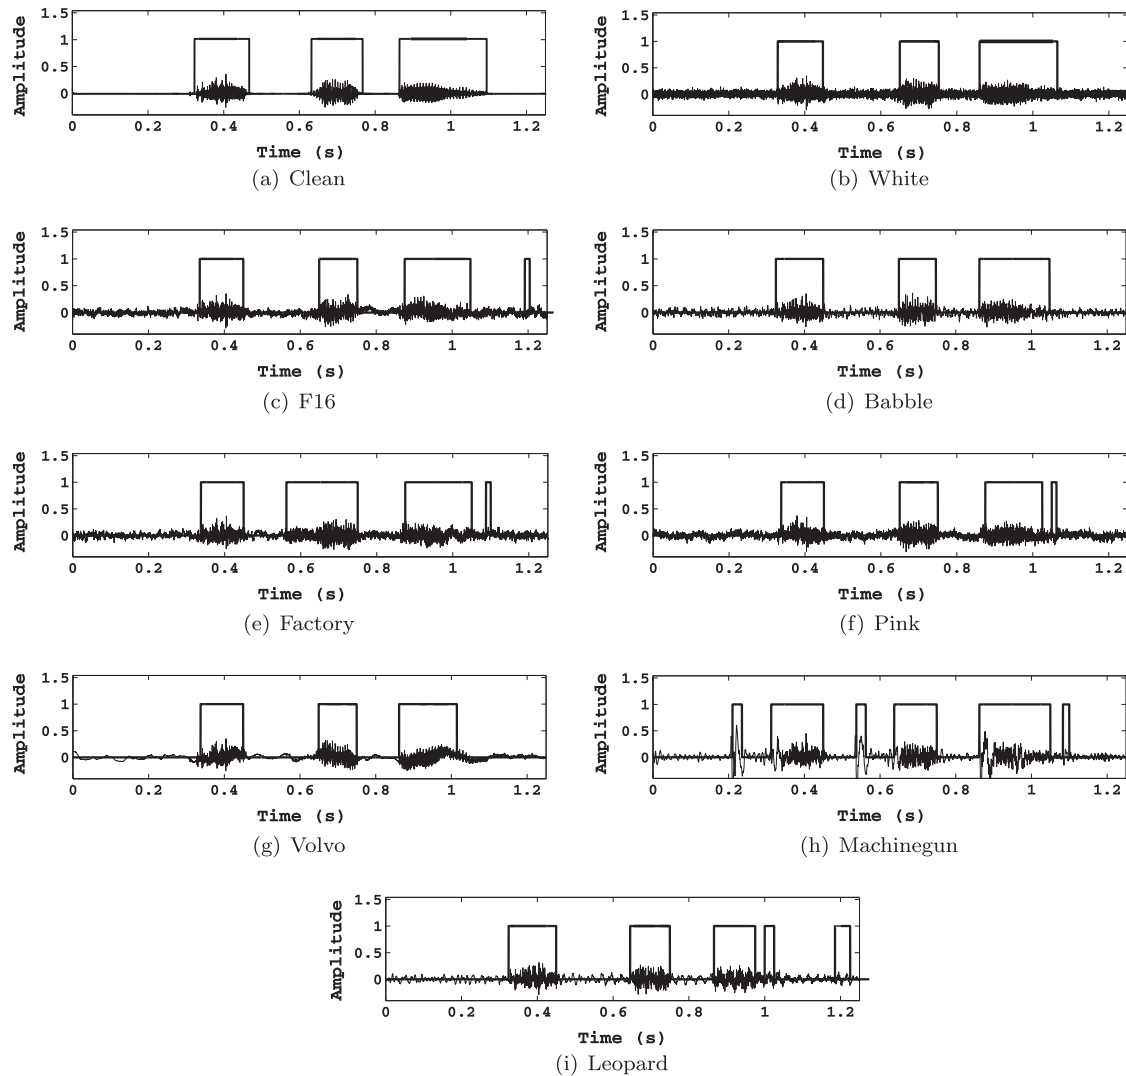 Amplitude
1.5
1
0.5
0
0 0.2 0.4 0.6 0.8 1 1.2
Time (s)
(a) Clean
Amplitude
1.5
1
0.5
0
0 0.2 0.4 0.6 0.8 1 1.2
Time (s)
(b) White
Amplitude
1.5
1
0.5
0
0 0.2 0.4 0.6 0.8 1 1.2
Time (s)
(c) F16
Amplitude
1.5
1
0.5
0
0 0.2 0.4 0.6 0.8 1 1.2
Time (s)
(d) Babble
Amplitude
1.5
1
0.5
0
0 0.2 0.4 0.6 0.8 1 1.2
Time (s)
(e) Factory
Amplitude
1.5
1
0.5
0
0 0.2 0.4 0.6 0.8 1 1.2
Time (s)
(f) Pink
Amplitude
1.5
1
0.5
0
0 0.2 0.4 0.6 0.8 1 1.2
Time (s)
(g) Volvo
Amplitude
1.5
1
0.5
0
0 0.2 0.4 0.6 0.8 1 1.2
Time (s)
(h) Machinegun
Amplitude
1.5
1
0.5
0
0 0.2 0.4 0.6 0.8 1 1.2
Time (s)
(i) Leopard